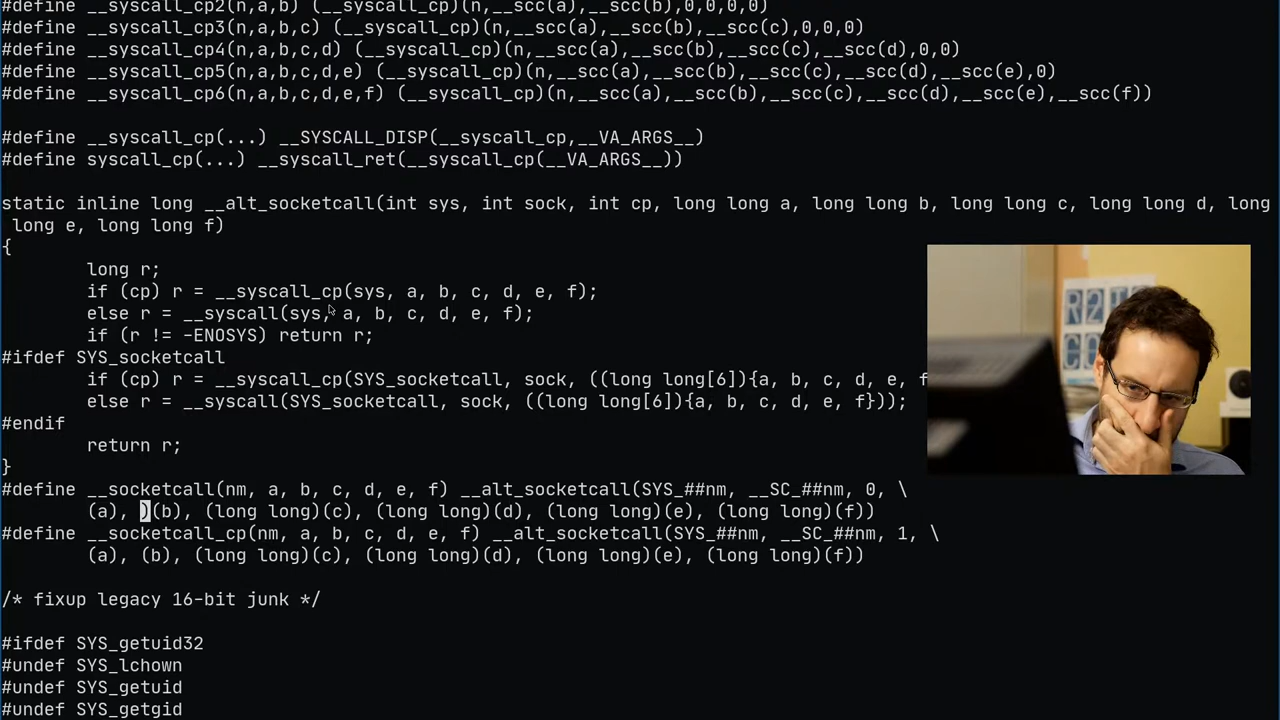 #define __syscall_cp2(n,a,b) (__syscall_cp)(n,__scc(a),__scc(b),0,0,0,0)
#define __syscall_cp3(n,a,b,c) (__syscall_cp)(n,__scc(a),__scc(b),__scc(c),0,0,0)
#define __syscall_cp4(n,a,b,c,d) (__syscall_cp)(n,__scc(a),__scc(b),__scc(c),__scc(d),0,0)
#define __syscall_cp5(n,a,b,c,d,e) (__syscall_cp)(n,__scc(a),__scc(b),__scc(c),__scc(d),__scc(e),0)
#define __syscall_cp6(n,a,b,c,d,e,f) (__syscall_cp)(n,__scc(a),__scc(b),__scc(c),__scc(d),__scc(e),__scc(f))
#define __syscall_cp(...) __SYSCALL_DISP(__syscall_cp,__VA_ARGS__)
#define syscall_cp(...) __syscall_ret(__syscall_cp(__VA_ARGS__))
static inline long __alt_socketcall(int sys, int sock, int cp, long long a, long long b, long long c, long long d, long
long e, long long f)
{
long r;
if (cp) r = __syscall_cp(sys, a, b, c, d, e, f);
else r = __syscall(sys, a, b, c, d, e, f);
if (r != -ENOSYS) return r;
#ifdef SYS_socketcall
if (cp) r = __syscall_cp(SYS_socketcall, sock, ((long long[6]){a, b, c, d, e, f
else r = __syscall(SYS_socketcall, sock, ((long long[6]){a, b, c, d, e, f}));
#endif
return r;
}
#define __socketcall(nm, a, b, c, d, e, f) __alt_socketcall(SYS_##nm, __SC_##nm, 0, \
(a), )(b), (long long)(c), (long long)(d), (long long)(e), (long long)(f))
#define __socketcall_cp(nm, a, b, c, d, e, f) __alt_socketcall(SYS_##nm, __SC_##nm, 1, \
(a), (b), (long long)(c), (long long)(d), (long long)(e), (long long)(f))
/* fixup legacy 16-bit junk */
#ifdef SYS_getuid32
#undef SYS_lchown
#undef SYS_getuid
#undef SYS_getgid